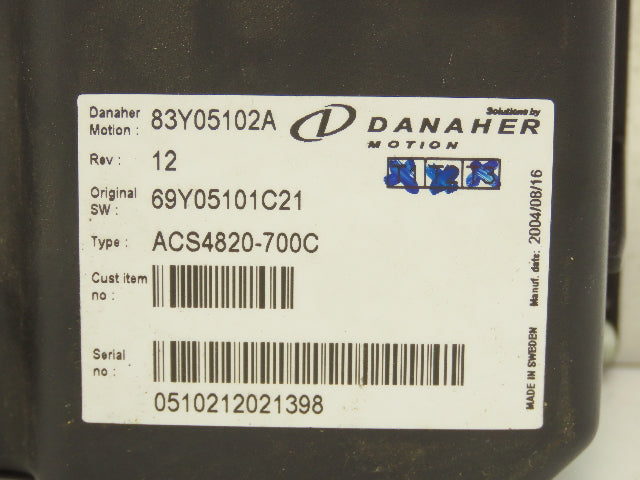 Danaher Motion : 83Y05102A
Rev : 12
Original SW : 69Y05101C21
Type : ACS4820-700C
Cust item no :
Serial no :
0510212021398
Solutions by
DANAHER
MOTION
Manuf. date: 2004/08/16
MADE IN SWEDEN